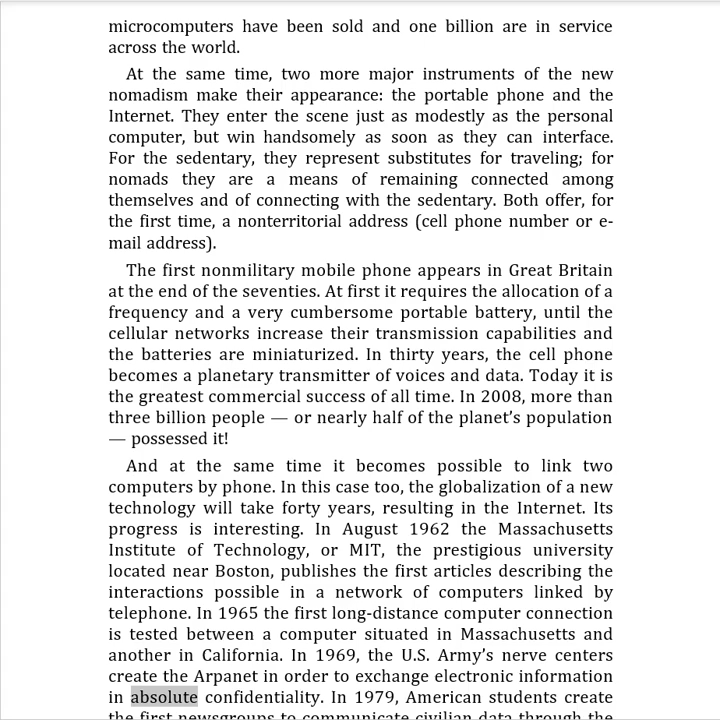 microcomputers have been sold and one billion are in service
across the world.
At the same time, two more major instruments of the new
nomadism make their appearance: the portable phone and the
Internet. They enter the scene just as modestly as the personal
computer, but win handsomely as soon as they can interface.
For the sedentary, they represent substitutes for traveling; for
nomads they are a means of remaining connected among
themselves and of connecting with the sedentary. Both offer, for
the first time, a nonterritorial address (cell phone number or e-
mail address).
The first nonmilitary mobile phone appears in Great Britain
at the end of the seventies. At first it requires the allocation of a
frequency and a very cumbersome portable battery, until the
cellular networks increase their transmission capabilities and
the batteries are miniaturized. In thirty years, the cell phone
becomes a planetary transmitter of voices and data. Today it is
the greatest commercial success of all time. In 2008, more than
three billion people — or nearly half of the planet’s population
— possessed it!
And at the same time it becomes possible to link two
computers by phone. In this case too, the globalization of a new
technology will take forty years, resulting in the Internet. Its
progress is interesting. In August 1962 the Massachusetts
Institute of Technology, or MIT, the prestigious university
located near Boston, publishes the first articles describing the
interactions possible in a network of computers linked by
telephone. In 1965 the first long-distance computer connection
is tested between a computer situated in Massachusetts and
another in California. In 1969, the U.S. Army’s nerve centers
create the Arpanet in order to exchange electronic information
in absolute confidentiality. In 1979, American students create
the first newsgroups to communicate civilian data through the